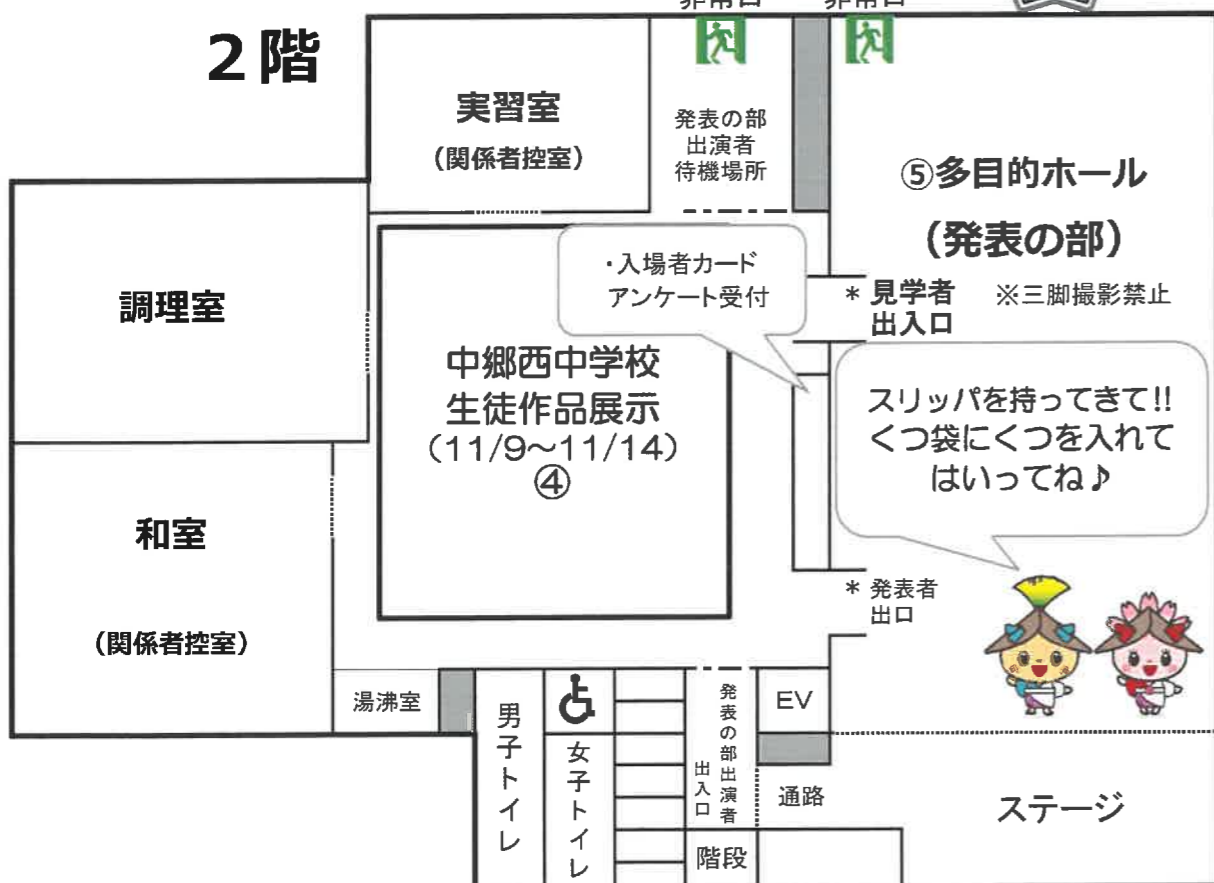 非常口
非常口
2階
実習室
(関係者控室)
発表の部
出演者
待機場所
⑤多目的ホール
(発表の部)
・入場者カード
アンケート受付
* 見学者
出入口
※三脚撮影禁止
調理室
中郷西中学校
生徒作品展示
(11/9～11/14)
④
スリッパを持ってきて!!
くつ袋にくつを入れて
はいってね♪
和室
(関係者控室)
* 発表者
出口
湯沸室
男子トイレ
女子トイレ
発表の部出演者
出入口
EV
通路
階段
ステージ